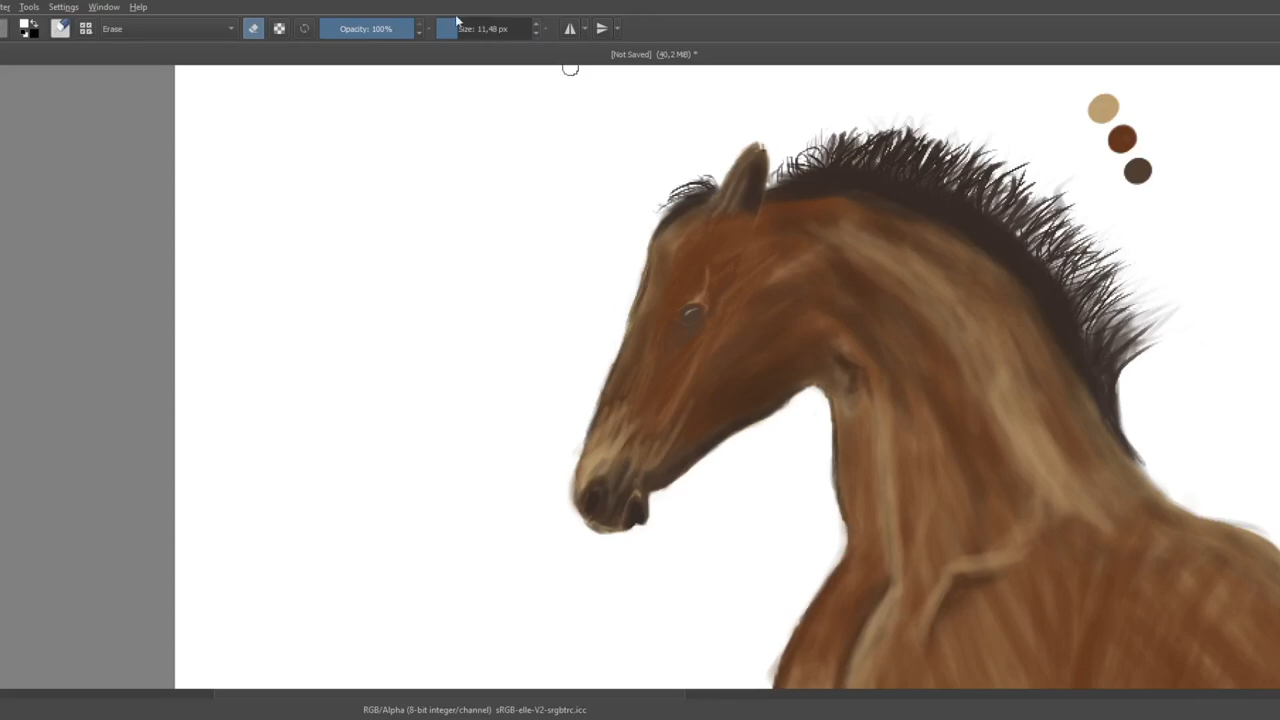 ter Tools Settings Window Help
Erase Opacity: 100% Size: 11,48 px
[Not Saved] (40,2 MiB) *
RGB/Alpha (8-bit integer/channel) sRGB-elle-V2-srgbtrc.icc